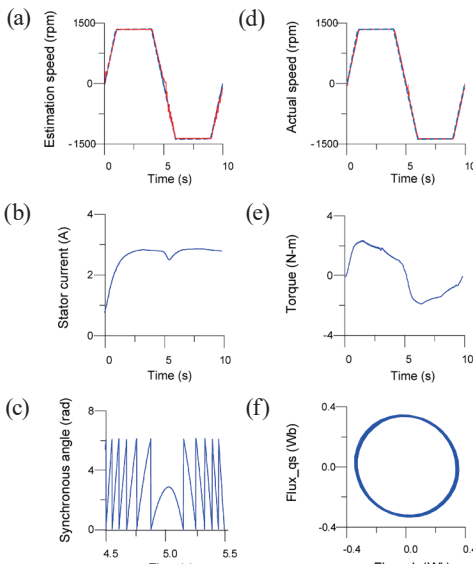 (a)
Estimation speed (rpm)
1500
0
-1500
0
5
10
Time (s)
(d)
Actual speed (rpm)
1500
0
-1500
0
5
10
Time (s)
(b)
Stator current (A)
4
2
0
0
5
10
Time (s)
(e)
Torque (N-m)
4
0
-4
0
5
10
Time (s)
(c)
Synchronous angle (rad)
8
4
0
4.5
5.0
5.5
(f)
Flux_qs (Wb)
0.4
0.0
-0.4
-0.4
0.0
0.4